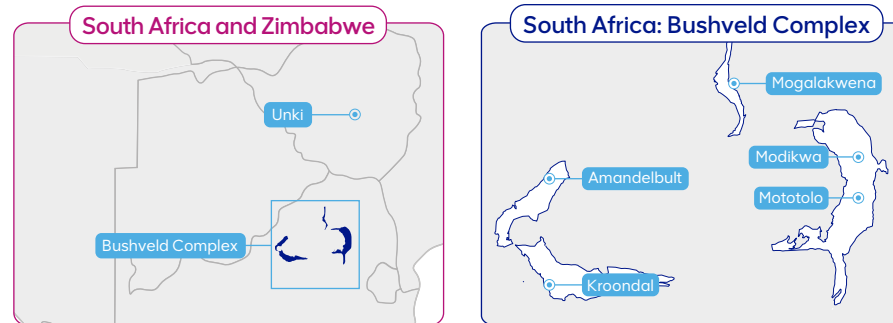 South Africa and Zimbabwe
Unki
Bushveld Complex
South Africa: Bushveld Complex
Mogalakwena
Modikwa
Amandelbult
Mototolo
Kroondal